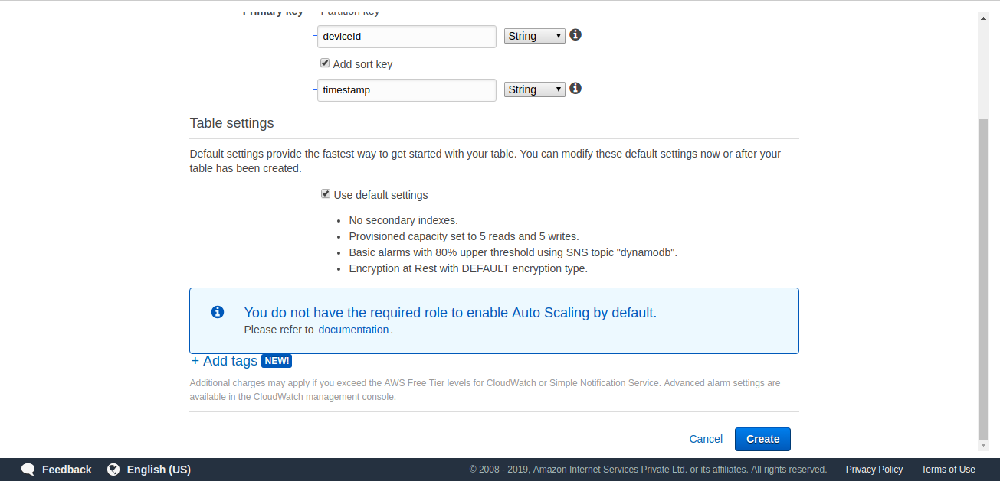 Primary key Partition key
deviceId String
Add sort key
timestamp String
Table settings
Default settings provide the fastest way to get started with your table. You can modify these default settings now or after your
table has been created.
Use default settings
• No secondary indexes.
• Provisioned capacity set to 5 reads and 5 writes.
• Basic alarms with 80% upper threshold using SNS topic "dynamodb".
• Encryption at Rest with DEFAULT encryption type.
You do not have the required role to enable Auto Scaling by default.
Please refer to documentation.
+ Add tags NEW!
Additional charges may apply if you exceed the AWS Free Tier levels for CloudWatch or Simple Notification Service. Advanced alarm settings are
available in the CloudWatch management console.
Cancel Create
Feedback English (US) © 2008 - 2019, Amazon Internet Services Private Ltd. or its affiliates. All rights reserved. Privacy Policy Terms of Use